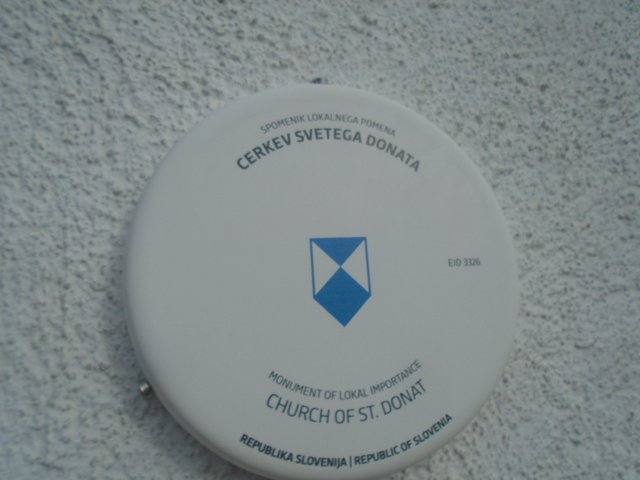 SPOMENIK LOKALNEGA POMENA
CERKEV SVETEGA DONATA
EID 3326
MONUMENT OF LOKAL IMPORTANCE
CHURCH OF ST. DONAT
REPUBLIKA SLOVENIJA | REPUBLIC OF SLOVENIA